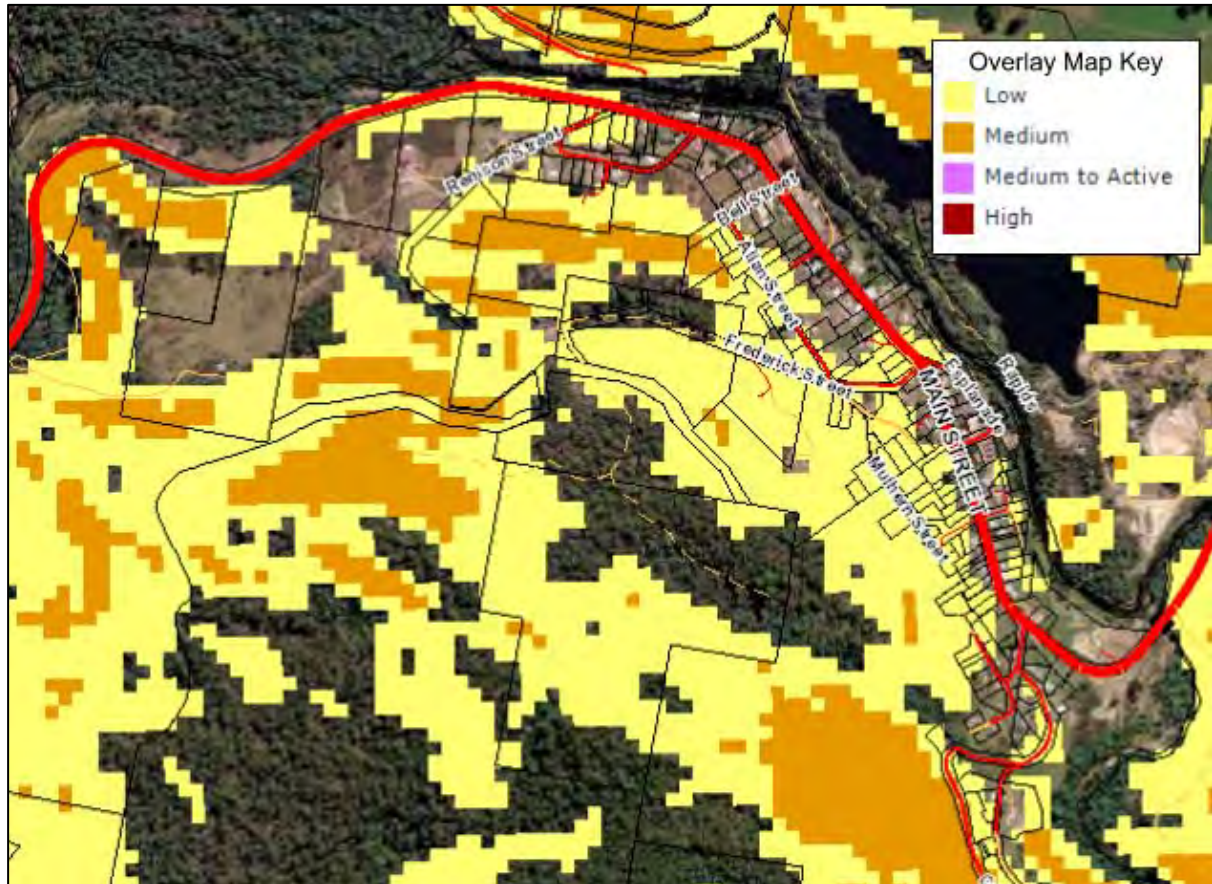 Overlay Map Key
Low
Medium
Medium to Active
High
Renison Street
Bell Street
Allan Street
Frederick Street
Esplanade
Rapids
MAIN STREET
Mulhern Street